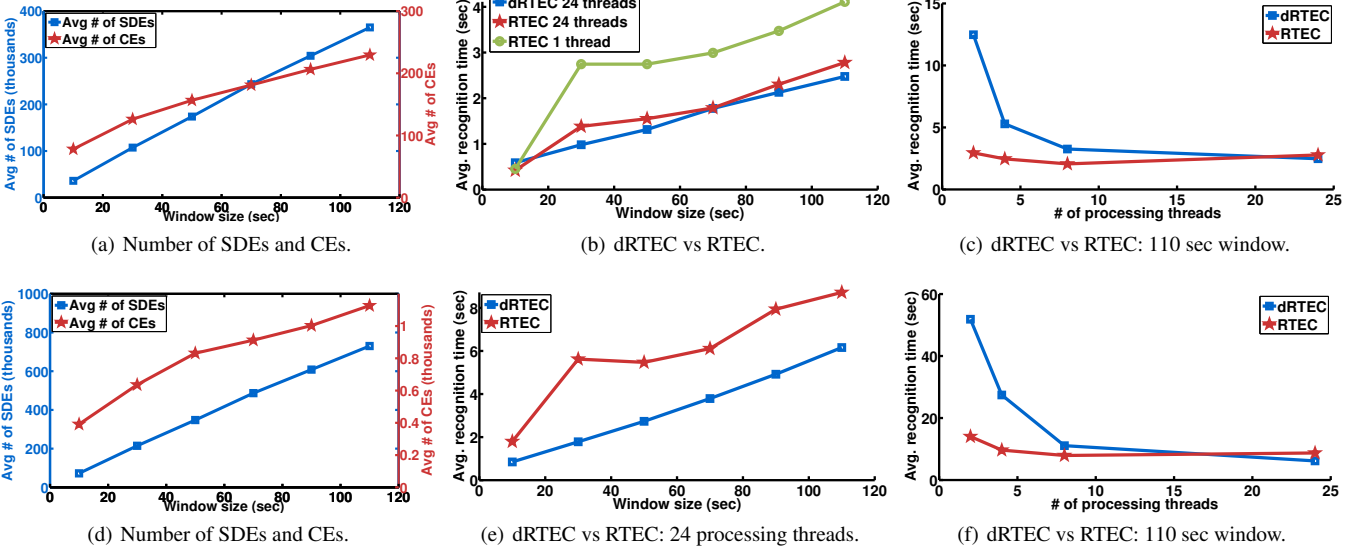 Avg # of SDEs (thousands)
400
300
200
100
0
Avg # of SDEs
Avg # of CEs
300
200
100
0
Avg # of CEs
0 20 40 60 80 100 120
Window size (sec)
(a) Number of SDEs and CEs.
Avg. recognition time (sec)
4
3
2
1
0
dRTEC 24 threads
RTEC 24 threads
RTEC 1 thread
0 20 40 60 80 100 120
Window size (sec)
(b) dRTEC vs RTEC.
Avg. recognition time (sec)
15
10
5
0
dRTEC
RTEC
0 5 10 15 20 25
# of processing threads
(c) dRTEC vs RTEC: 110 sec window.
Avg # of SDEs (thousands)
1000
800
600
400
200
0
Avg # of SDEs
Avg # of CEs
1
0.8
0.6
0.4
0.2
0
Avg # of CEs (thousands)
0 20 40 60 80 100 120
Window size (sec)
(d) Number of SDEs and CEs.
Avg. recognition time (sec)
8
6
4
2
0
dRTEC
RTEC
0 20 40 60 80 100 120
Window size (sec)
(e) dRTEC vs RTEC: 24 processing threads.
Avg. recognition time (sec)
60
40
20
0
dRTEC
RTEC
0 5 10 15 20 25
# of processing threads
(f) dRTEC vs RTEC: 110 sec window.